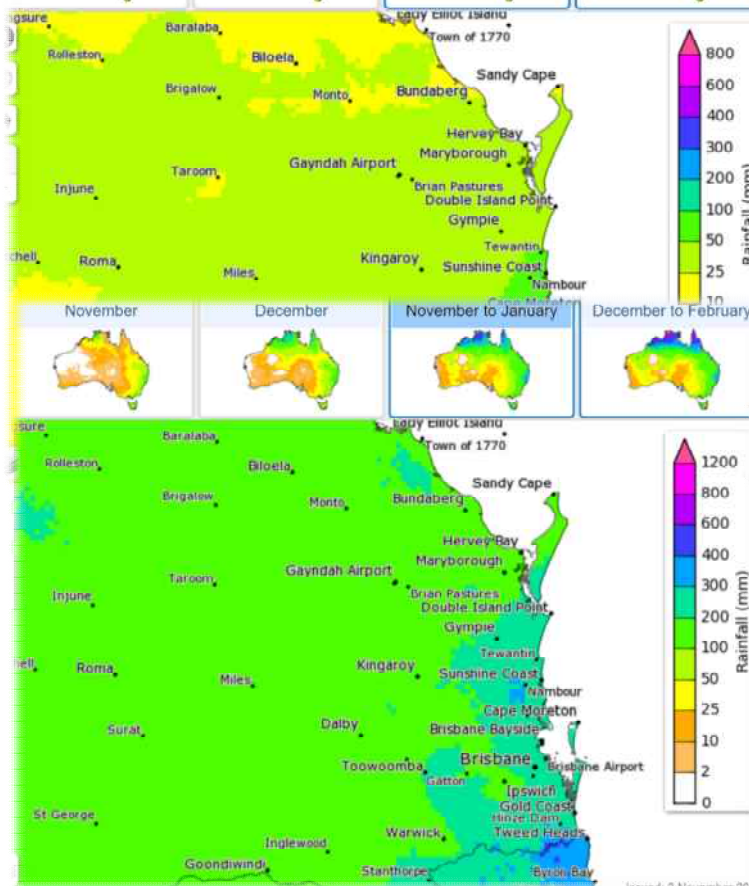 Lady Elliot Island
Baralaba
Town of 1770
Rolleston
Biloela
Sandy Cape
Brigalow
Monto
Bundaberg
Hervey Bay
Maryborough
Taroom
Gayndah Airport
Brian Pastures
Injune
Double Island Point
Gympie
Tewantin
Roma
Kingaroy
Sunshine Coast
Miles
Nambour
Cape Moreton
800
600
400
300
200
100
50
25
10
Rainfall (mm)
November
December
November to January
December to February
Lady Elliot Island
Baralaba
Town of 1770
Rolleston
Biloela
Sandy Cape
Brigalow
Monto
Bundaberg
Hervey Bay
Maryborough
Taroom
Gayndah Airport
Brian Pastures
Injune
Double Island Point
Gympie
Tewantin
Roma
Kingaroy
Sunshine Coast
Miles
Nambour
Cape Moreton
Surat
Dalby
Brisbane Bayside
Toowoomba
Brisbane
Brisbane Airport
Gatton
Ipswich
Gold Coast
St George
Hinze Dam
Warwick
Tweed Heads
Inglewood
Goondiwindi
Stanthorpe
Byron Bay
1200
800
600
400
300
200
100
50
25
10
2
0
Rainfall (mm)